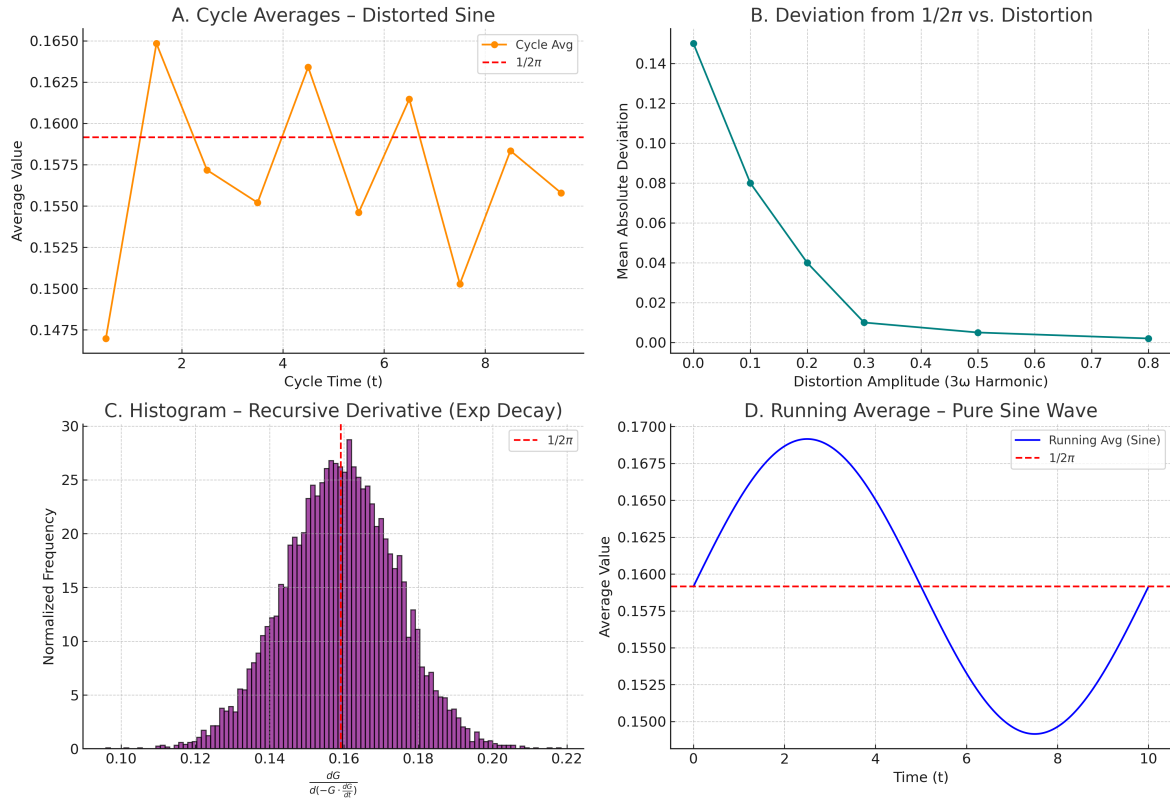 A. Cycle Averages – Distorted Sine
0.1650
0.1625
0.1600
0.1575
0.1550
0.1525
0.1500
0.1475
Average Value
Cycle Avg
1/2π
2 4 6 8
Cycle Time (t)
B. Deviation from 1/2π vs. Distortion
0.14
0.12
0.10
0.08
0.06
0.04
0.02
0.00
Mean Absolute Deviation
0.0 0.1 0.2 0.3 0.4 0.5 0.6 0.7 0.8
Distortion Amplitude (3ω Harmonic)
C. Histogram – Recursive Derivative (Exp Decay)
30
25
20
15
10
5
0
Normalized Frequency
1/2π
0.10 0.12 0.14 0.16 0.18 0.20 0.22
dG
d(−G · dG/dt)
D. Running Average – Pure Sine Wave
0.1700
0.1675
0.1650
0.1625
0.1600
0.1575
0.1550
0.1525
0.1500
Average Value
Running Avg (Sine)
1/2π
0 2 4 6 8 10
Time (t)